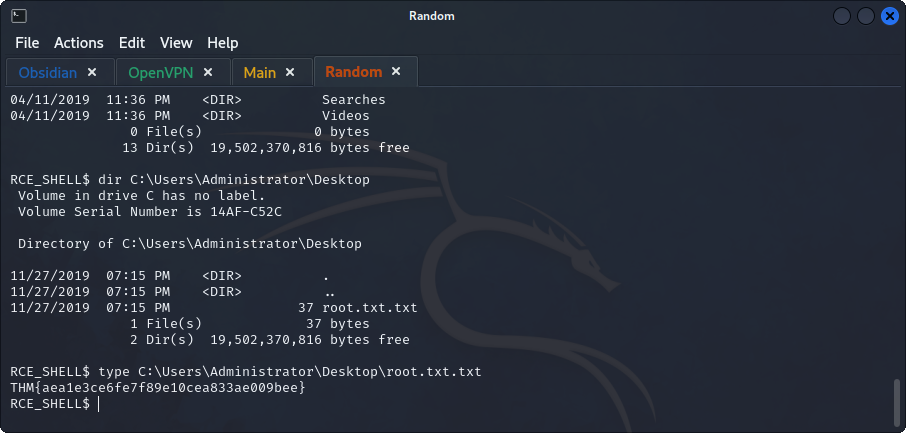 Random
File Actions Edit View Help
Obsidian × OpenVPN × Main × Random ×
04/11/2019  11:36 PM    <DIR>          Searches
04/11/2019  11:36 PM    <DIR>          Videos
               0 File(s)              0 bytes
              13 Dir(s)  19,502,370,816 bytes free
RCE_SHELL$ dir C:\Users\Administrator\Desktop
 Volume in drive C has no label.
 Volume Serial Number is 14AF-C52C
 Directory of C:\Users\Administrator\Desktop
11/27/2019  07:15 PM    <DIR>          .
11/27/2019  07:15 PM    <DIR>          ..
11/27/2019  07:15 PM                37 root.txt.txt
               1 File(s)             37 bytes
               2 Dir(s)  19,502,370,816 bytes free
RCE_SHELL$ type C:\Users\Administrator\Desktop\root.txt.txt
THM{aea1e3ce6fe7f89e10cea833ae009bee}
RCE_SHELL$